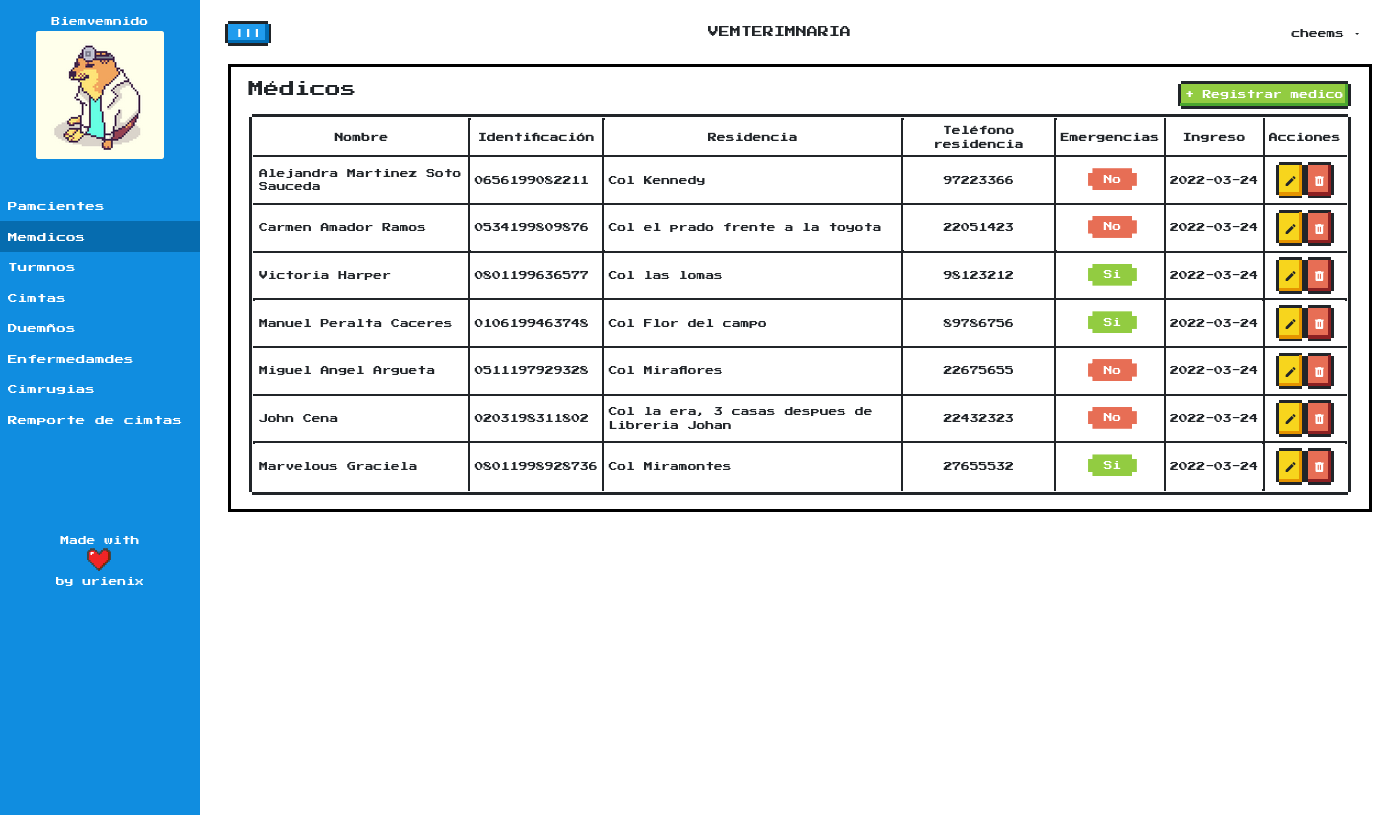 Biemvemnido
VEMTERIMNARIA
cheems
Médicos
+ Registrar medico
Nombre Identificación Residencia Teléfono residencia Emergencias Ingreso Acciones
Alejandra Martinez Soto Sauceda 0656199082211 Col Kennedy 97223366 No 2022-03-24
Carmen Amador Ramos 0534199809876 Col el prado frente a la toyota 22051423 No 2022-03-24
Victoria Harper 0801199636577 Col las lomas 98123212 Si 2022-03-24
Manuel Peralta Caceres 0106199463748 Col Flor del campo 89786756 Si 2022-03-24
Miguel Angel Argueta 0511197929328 Col Miraflores 22675655 No 2022-03-24
John Cena 0203198311802 Col la era, 3 casas despues de Libreria Johan 22432323 No 2022-03-24
Marvelous Graciela 08011998928736 Col Miramontes 27655532 Si 2022-03-24
Pamcientes
Memdicos
Turmnos
Cimtas
Duemños
Enfermedamdes
Cimrugias
Remporte de cimtas
Made with
by urienix